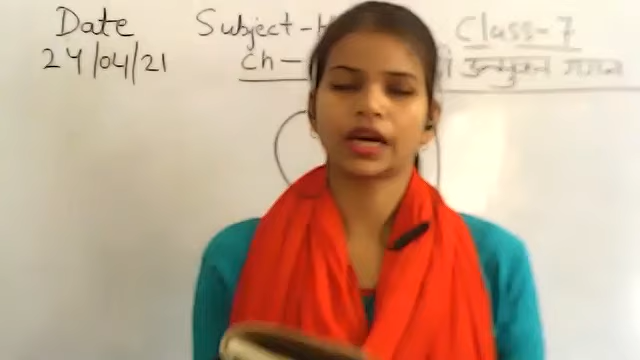 Date Subject - H Class - 7
24/04/21 Ch - उन्मुक्त गगन